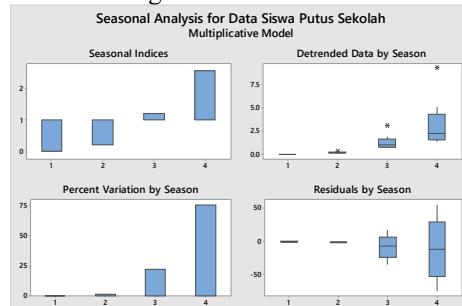 Seasonal Analysis for Data Siswa Putus Sekolah
Multiplicative Model
Seasonal Indices
2
1
0
1 2 3 4
Detrended Data by Season
7.5
5.0
2.5
0.0
1 2 3 4
Percent Variation by Season
75
50
25
0
1 2 3 4
Residuals by Season
50
0
-50
1 2 3 4